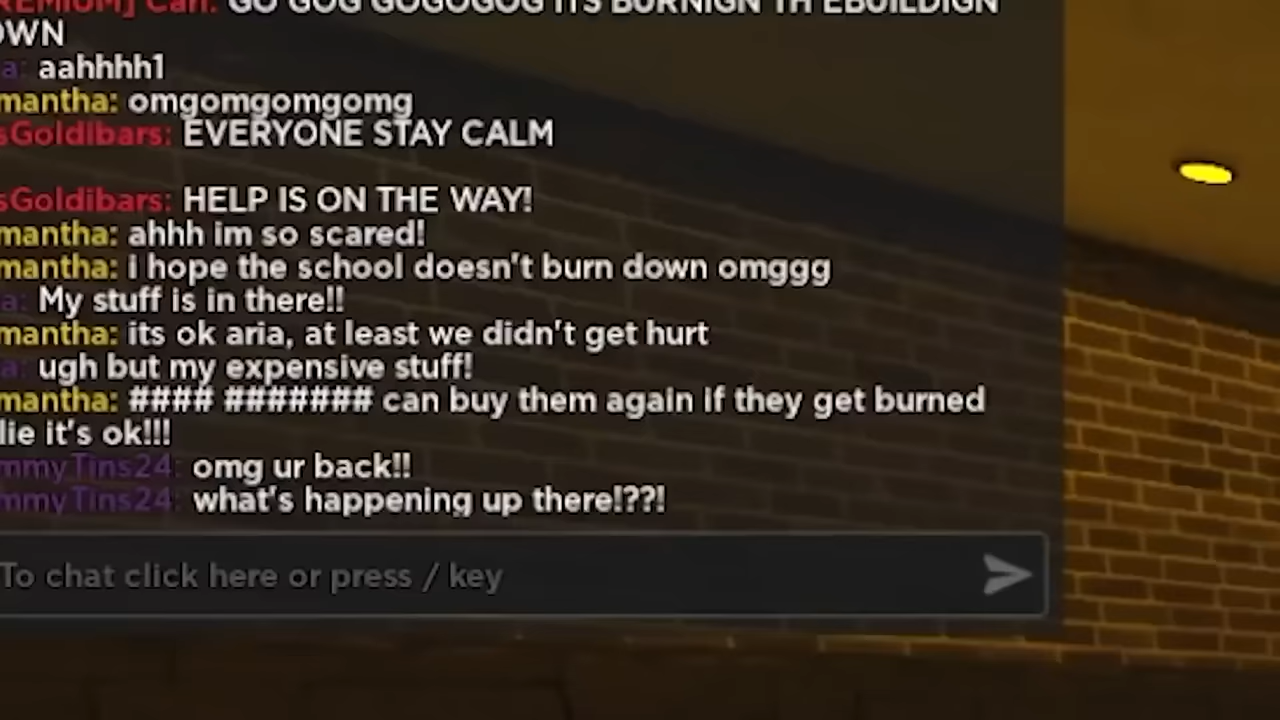 REMIUM] Carl: GO GOG GOGOGOG ITS BURNIGN TH EBUILDIGN
OWN
a: aahhhh1
mantha: omgomgomgomg
sGoldibars: EVERYONE STAY CALM
sGoldibars: HELP IS ON THE WAY!
mantha: ahhh im so scared!
mantha: i hope the school doesn't burn down omggg
a: My stuff is in there!!
mantha: its ok aria, at least we didn't get hurt
a: ugh but my expensive stuff!
mantha: #### ####### can buy them again if they get burned
lie it's ok!!!
mmyTins24: omg ur back!!
mmyTins24: what's happening up there!??!
To chat click here or press / key